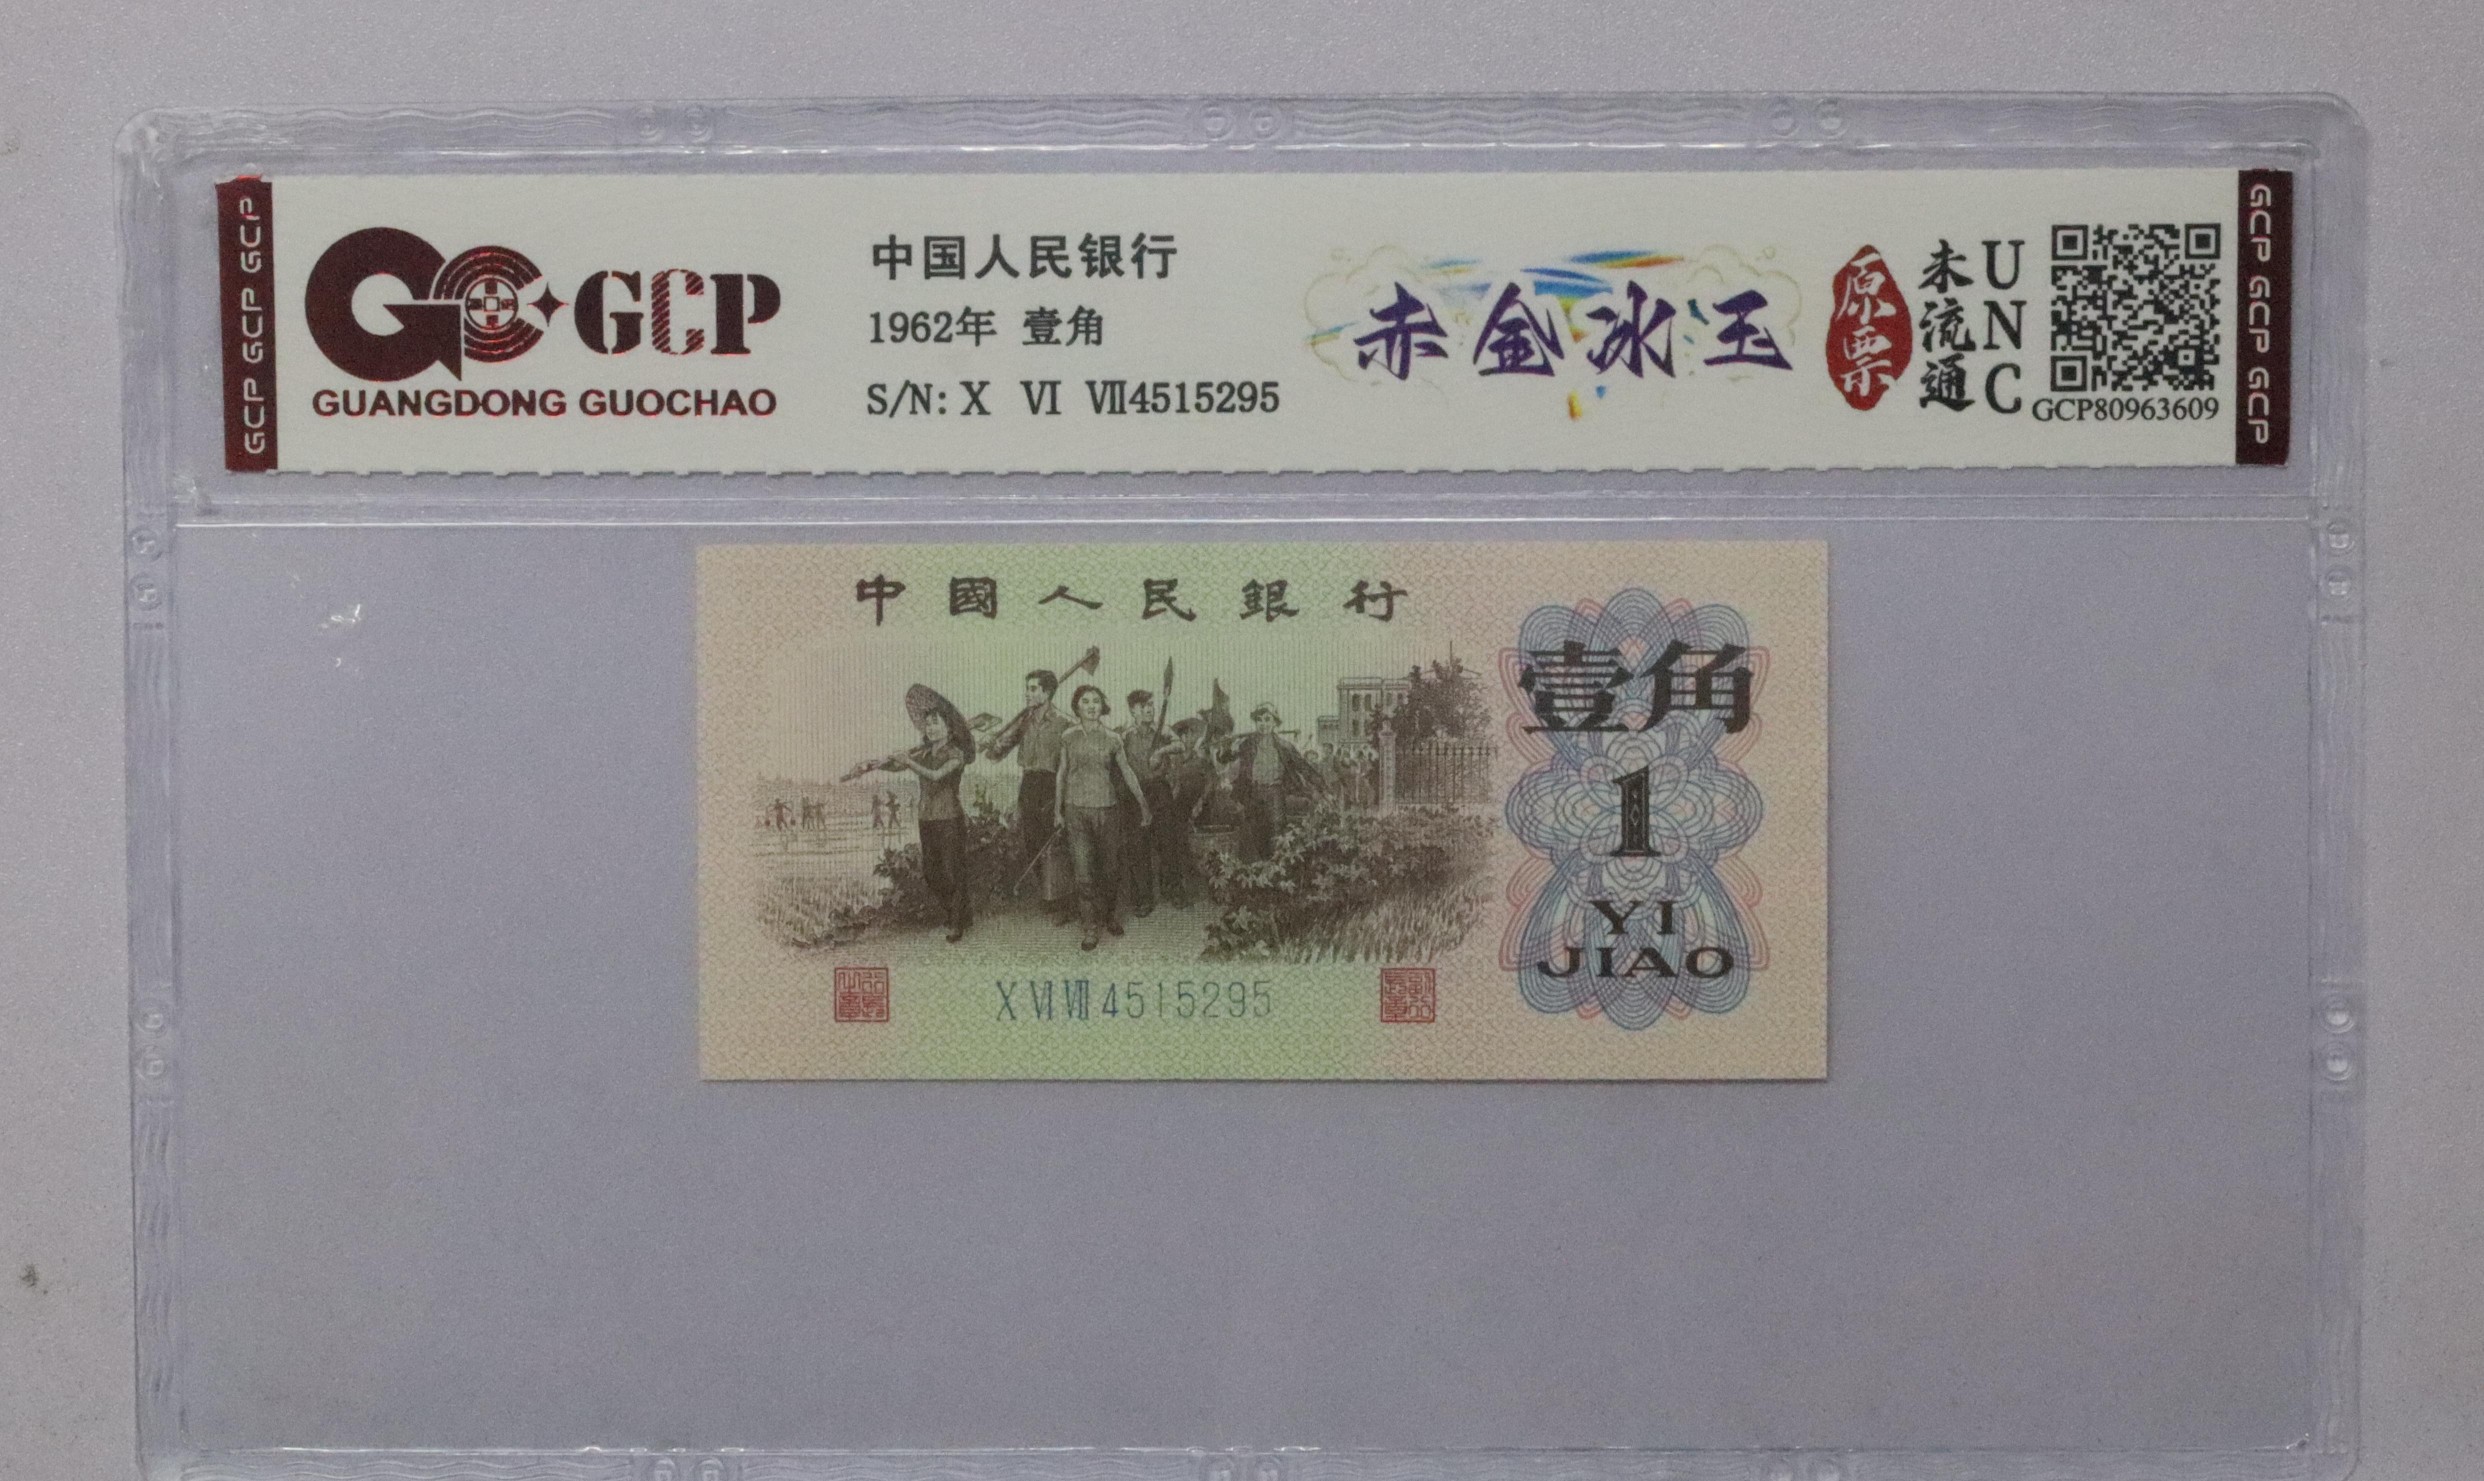 GCP GCP GCP
GCP
GUANGDONG GUOCHAO
中国人民银行
1962年 壹角
S/N: X VI VII4515295
赤金冰玉
原票
未流通
UNC
GCP80963609
GCP GCP GCP
中國人民銀行
壹角
1
YI
JIAO
X VI VII 4515295